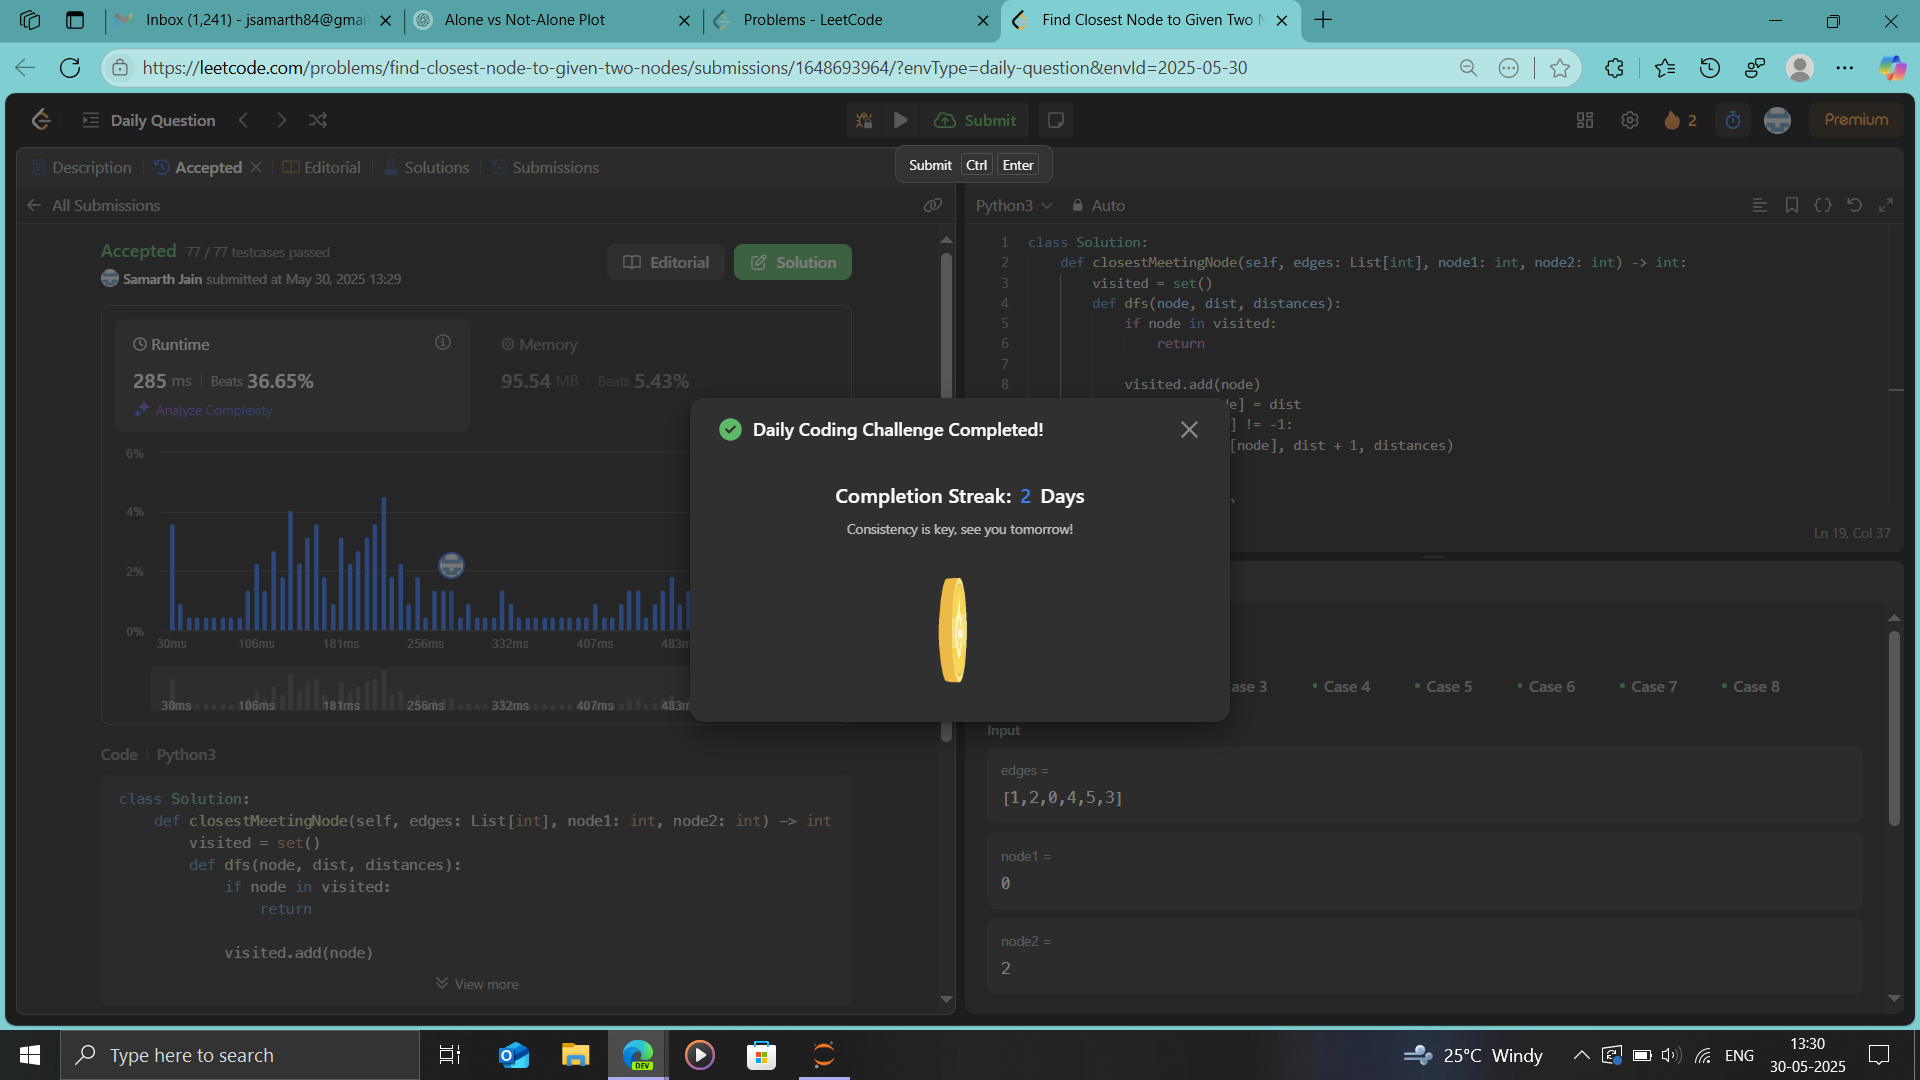 Inbox (1,241) - jsamarth84@gmai
Alone vs Not-Alone Plot
Problems - LeetCode
Find Closest Node to Given Two N
https://leetcode.com/problems/find-closest-node-to-given-two-nodes/submissions/1648693964/?envType=daily-question&envId=2025-05-30
Daily Question
Submit
2
Premium
Submit Ctrl Enter
Description
Accepted
Editorial
Solutions
Submissions
All Submissions
Accepted 77 / 77 testcases passed
Samarth Jain submitted at May 30, 2025 13:29
Editorial
Solution
Runtime
285 ms Beats 36.65%
Analyze Complexity
Memory
95.54 MB Beats 5.43%
6%
4%
2%
0%
30ms 106ms 181ms 256ms 332ms 407ms 483m
30ms 106ms 181ms 256ms 332ms 407ms 483m
Code Python3
class Solution:
def closestMeetingNode(self, edges: List[int], node1: int, node2: int) -> int
visited = set()
def dfs(node, dist, distances):
if node in visited:
return
visited.add(node)
View more
Python3 Auto
1 class Solution:
2 def closestMeetingNode(self, edges: List[int], node1: int, node2: int) -> int:
3 visited = set()
4 def dfs(node, dist, distances):
5 if node in visited:
6 return
7
8 visited.add(node)
e] = dist
] != -1:
[node], dist + 1, distances)
Ln 19, Col 37
Daily Coding Challenge Completed!
Completion Streak: 2 Days
Consistency is key, see you tomorrow!
ase 3 Case 4 Case 5 Case 6 Case 7 Case 8
Input
edges =
[1,2,0,4,5,3]
node1 =
0
node2 =
2
Type here to search
DEV
25°C Windy
ENG
13:30
30-05-2025